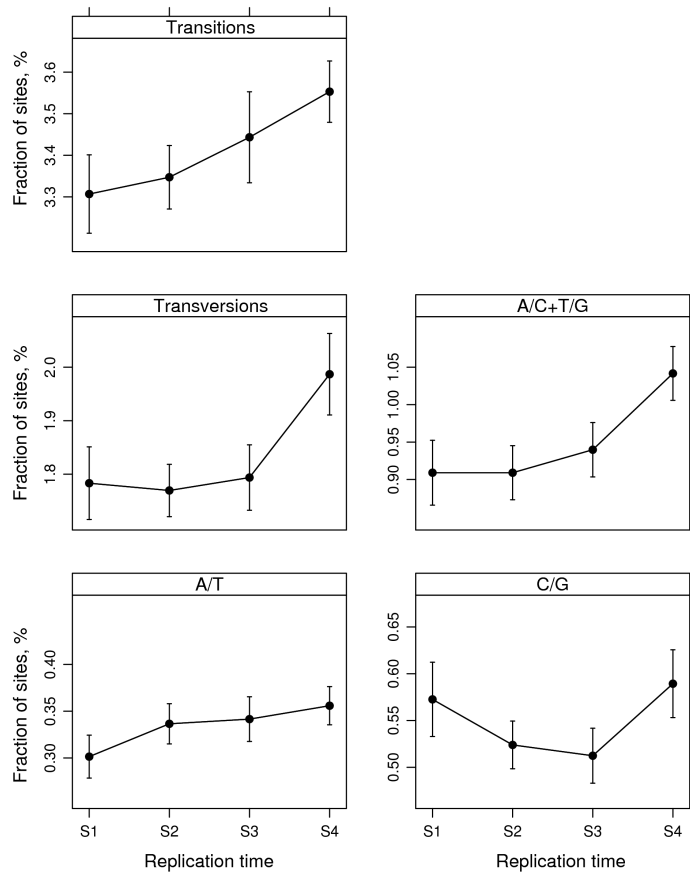 Transitions
Fraction of sites, %
3.6
3.5
3.4
3.3
Transversions
Fraction of sites, %
2.0
1.9
1.8
A/C+T/G
1.05
1.00
0.95
0.90
A/T
Fraction of sites, %
0.40
0.35
0.30
S1 S2 S3 S4
Replication time
C/G
0.65
0.60
0.55
0.50
S1 S2 S3 S4
Replication time